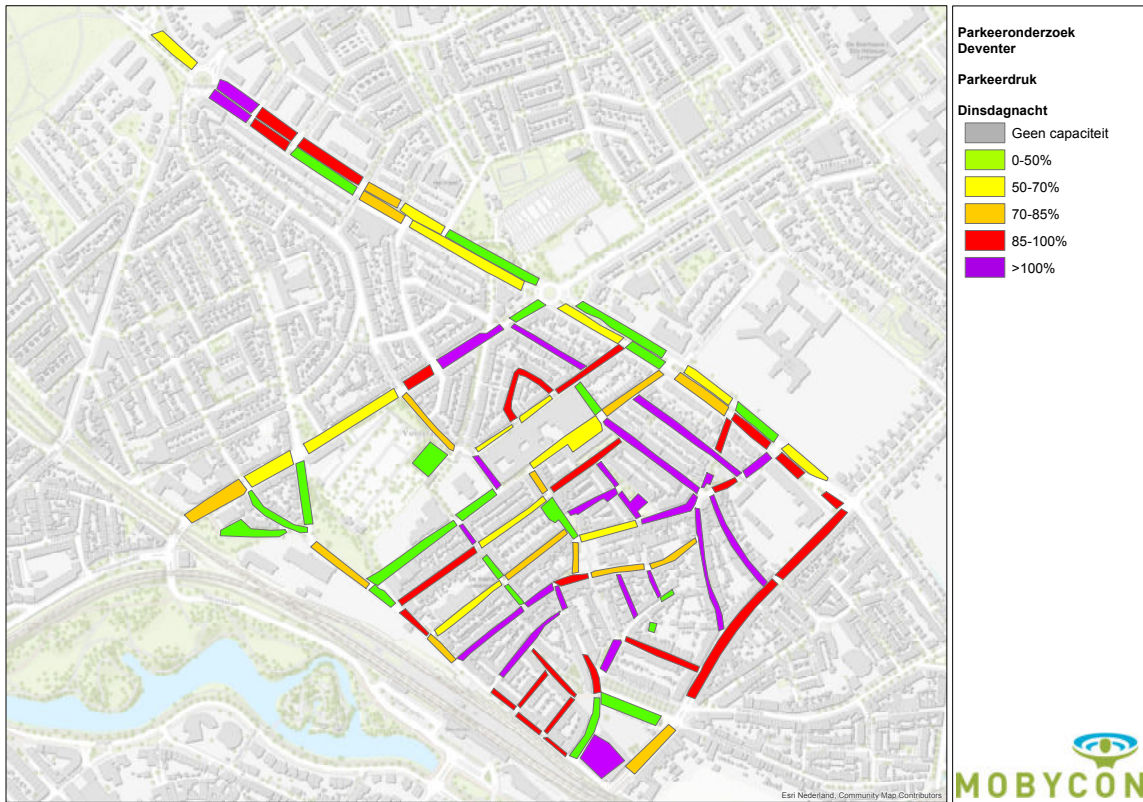 Parkeeronderzoek
Deventer
Parkeerdruk
Dinsdagnacht
Geen capaciteit
0-50%
50-70%
70-85%
85-100%
>100%
Esri Nederland, Community Map Contributors
MOBYCON